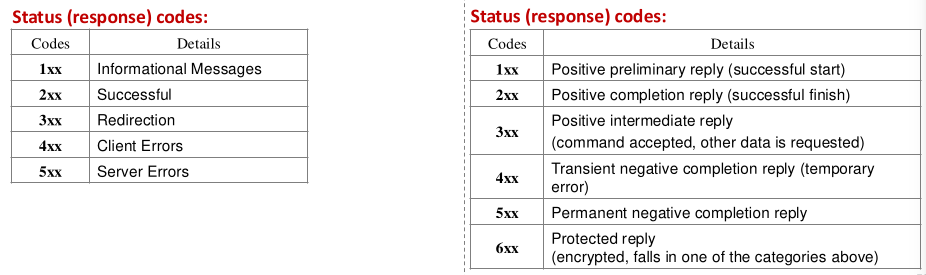 Status (response) codes:
Codes Details
1xx Informational Messages
2xx Successful
3xx Redirection
4xx Client Errors
5xx Server Errors
Status (response) codes:
Codes Details
1xx Positive preliminary reply (successful start)
2xx Positive completion reply (successful finish)
3xx Positive intermediate reply
(command accepted, other data is requested)
4xx Transient negative completion reply (temporary
error)
5xx Permanent negative completion reply
6xx Protected reply
(encrypted, falls in one of the categories above)